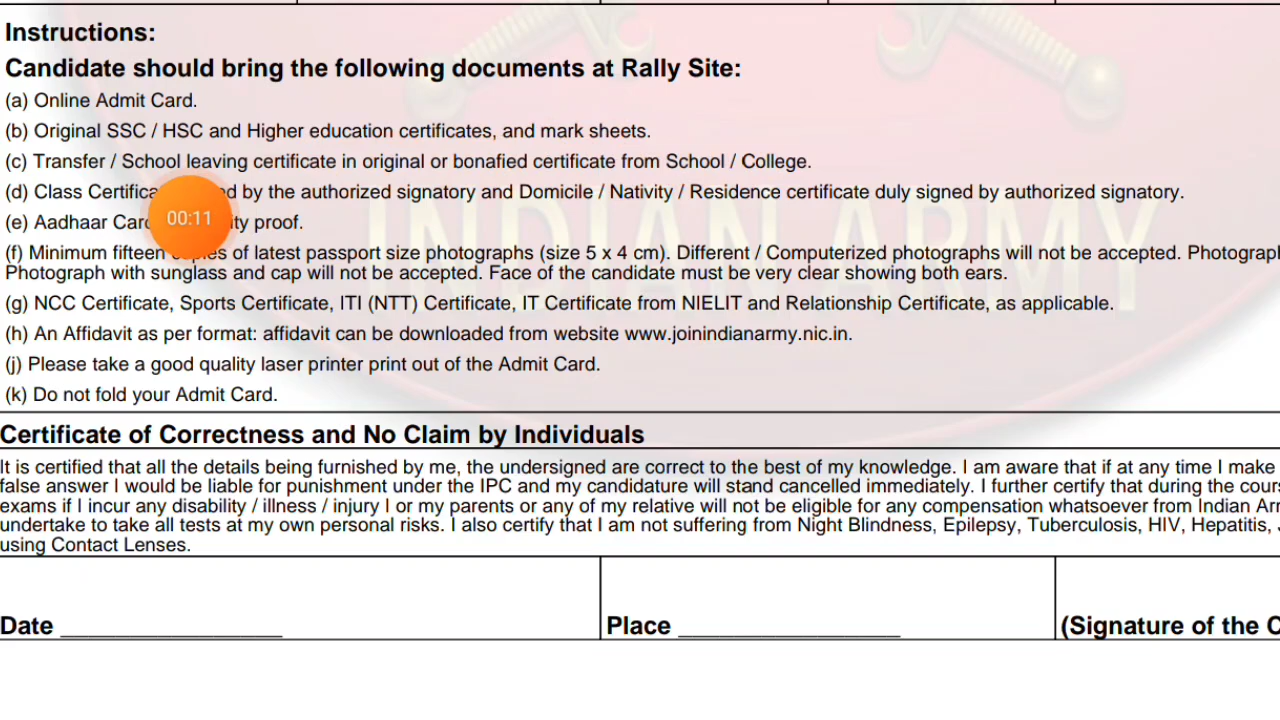 Instructions:
Candidate should bring the following documents at Rally Site:
(a) Online Admit Card.
(b) Original SSC / HSC and Higher education certificates, and mark sheets.
(c) Transfer / School leaving certificate in original or bonafied certificate from School / College.
(d) Class by the authorized signatory and Domicile / Nativity / Residence certificate duly signed by authorized signatory.
(e) Aadhaar proof.
00:11
(f) Minimum fifteen of latest passport size photographs (size 5 x 4 cm). Different / Computerized photographs will not be accepted.
Photograph with sunglass and cap will not be accepted. Face of the candidate must be very clear showing both ears.
(g) NCC Certificate, Sports Certificate, ITI (NTT) Certificate, IT Certificate from NIELIT and Relationship Certificate, as applicable.
(h) An Affidavit as per format: affidavit can be downloaded from website www.joinindianarmy.nic.in.
(j) Please take a good quality laser printer print out of the Admit Card.
(k) Do not fold your Admit Card.
INDIAN ARMY
Certificate of Correctness and No Claim by Individuals
It is certified that all the details being furnished by me, the undersigned are correct to the best of my knowledge. I am aware that if at any time I make
false answer I would be liable for punishment under the IPC and my candidature will stand cancelled immediately. I further certify that during the
exams if I incur any disability / illness / injury I or my parents or any of my relative will not be eligible for any compensation whatsoever from Indian
undertake to take all tests at my own personal risks. I also certify that I am not suffering from Night Blindness, Epilepsy, Tuberculosis, HIV, Hepatitis,
using Contact Lenses.
Date ________________ Place ________________ (Signature of the